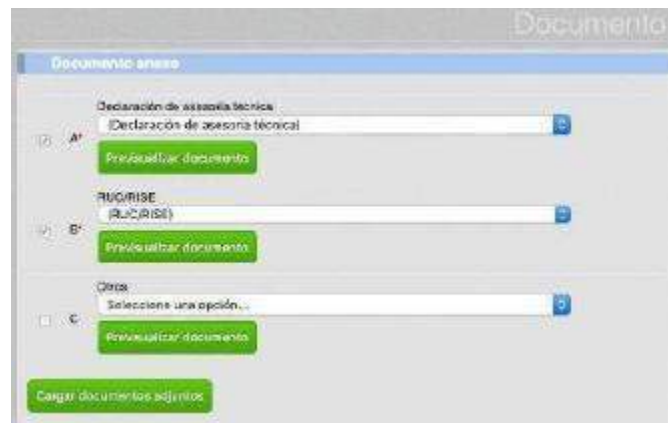 Documento
Documento anexo
Declaración de asesoría técnica
A*
(Declaración de asesoría técnica)
Previsualizar documento
RUC/RISE
B*
(RUC/RISE)
Previsualizar documento
Otros
C
Seleccione una opción...
Previsualizar documento
Cargar documentos adjuntos